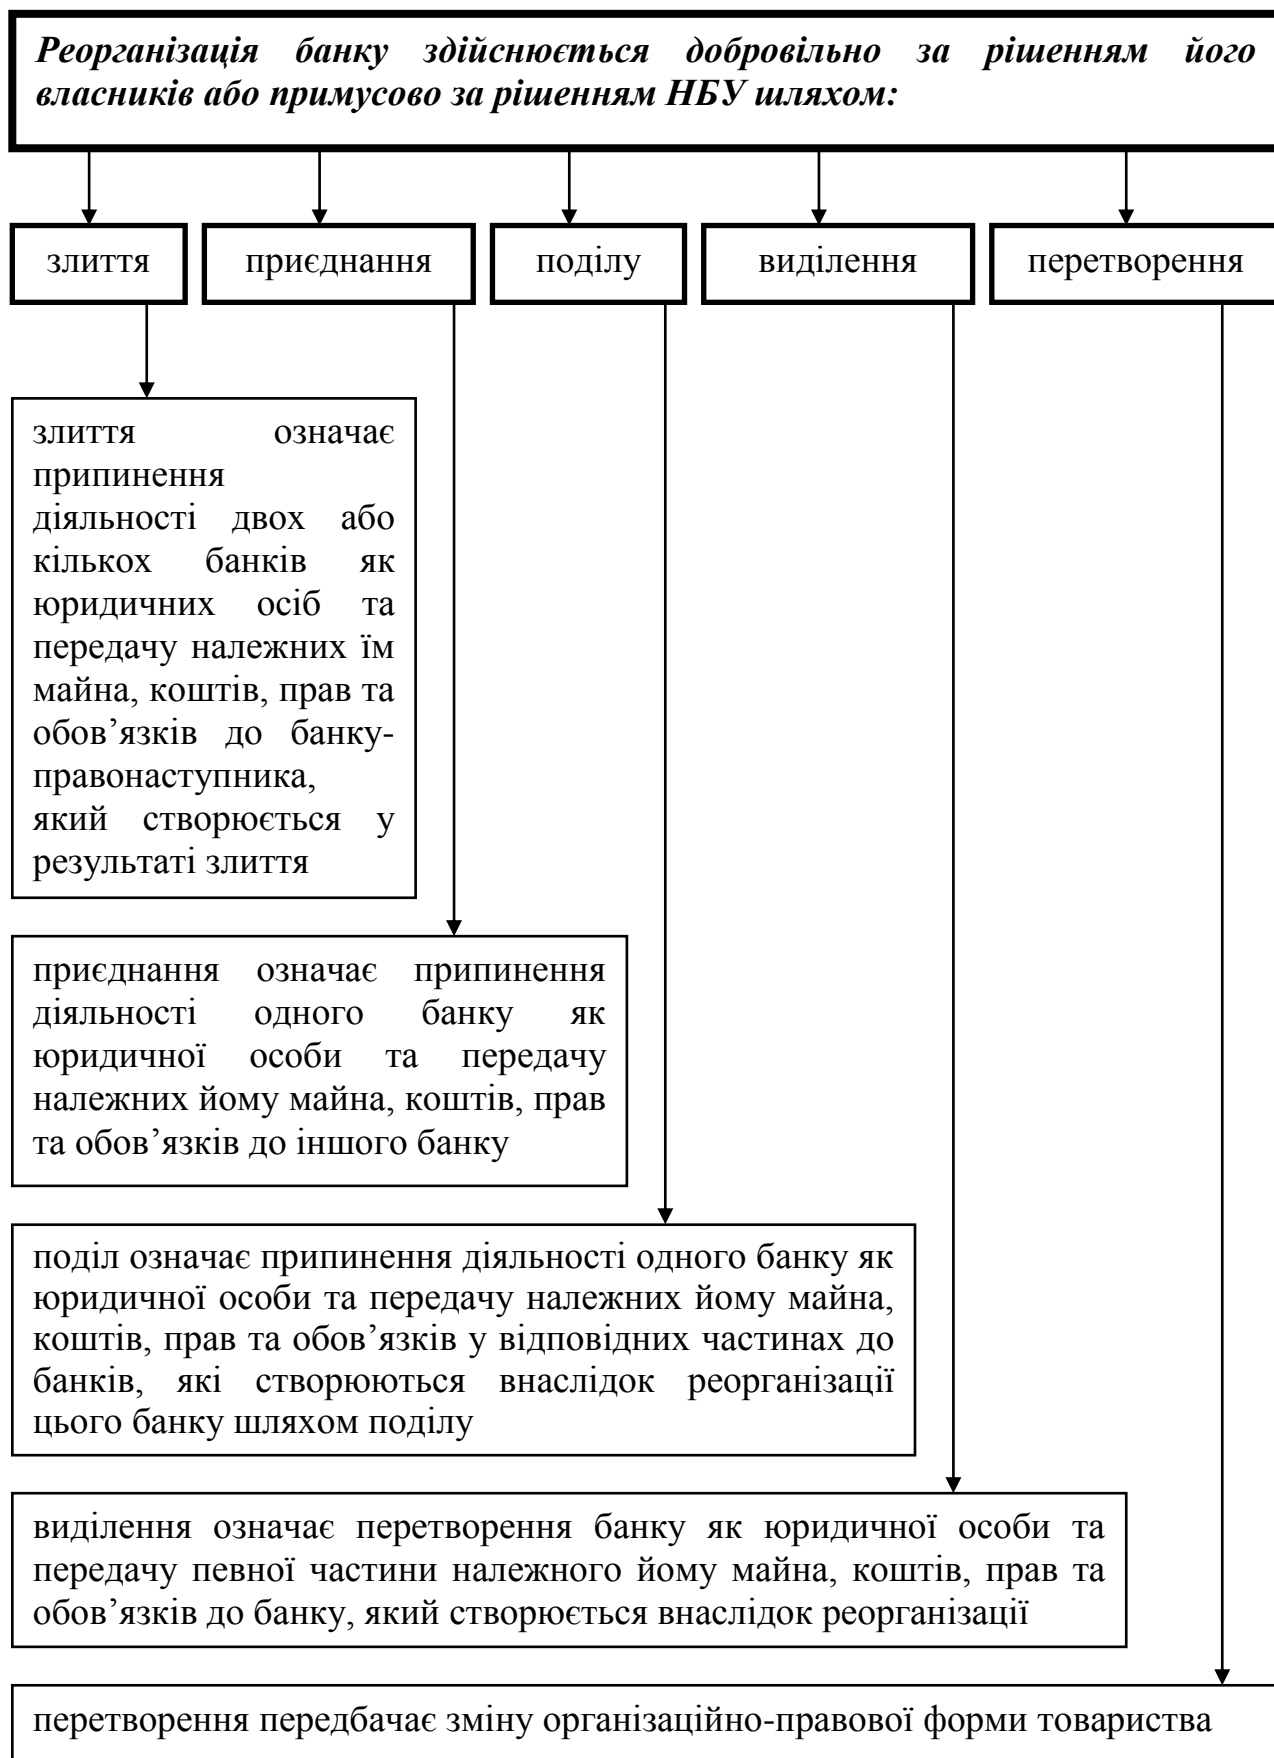 Реорганізація банку здійснюється добровільно за рішенням його
власників або примусово за рішенням НБУ шляхом:
злиття
приєднання
поділу
виділення
перетворення
злиття означає
припинення
діяльності двох або
кількох банків як
юридичних осіб та
передачу належних їм
майна, коштів, прав та
обов’язків до банку-
правонаступника,
який створюється у
результаті злиття
приєднання означає припинення
діяльності одного банку як
юридичної особи та передачу
належних йому майна, коштів, прав
та обов’язків до іншого банку
поділ означає припинення діяльності одного банку як
юридичної особи та передачу належних йому майна,
коштів, прав та обов’язків у відповідних частинах до
банків, які створюються внаслідок реорганізації
цього банку шляхом поділу
виділення означає перетворення банку як юридичної особи та
передачу певної частини належного йому майна, коштів, прав та
обов’язків до банку, який створюється внаслідок реорганізації
перетворення передбачає зміну організаційно-правової форми товариства